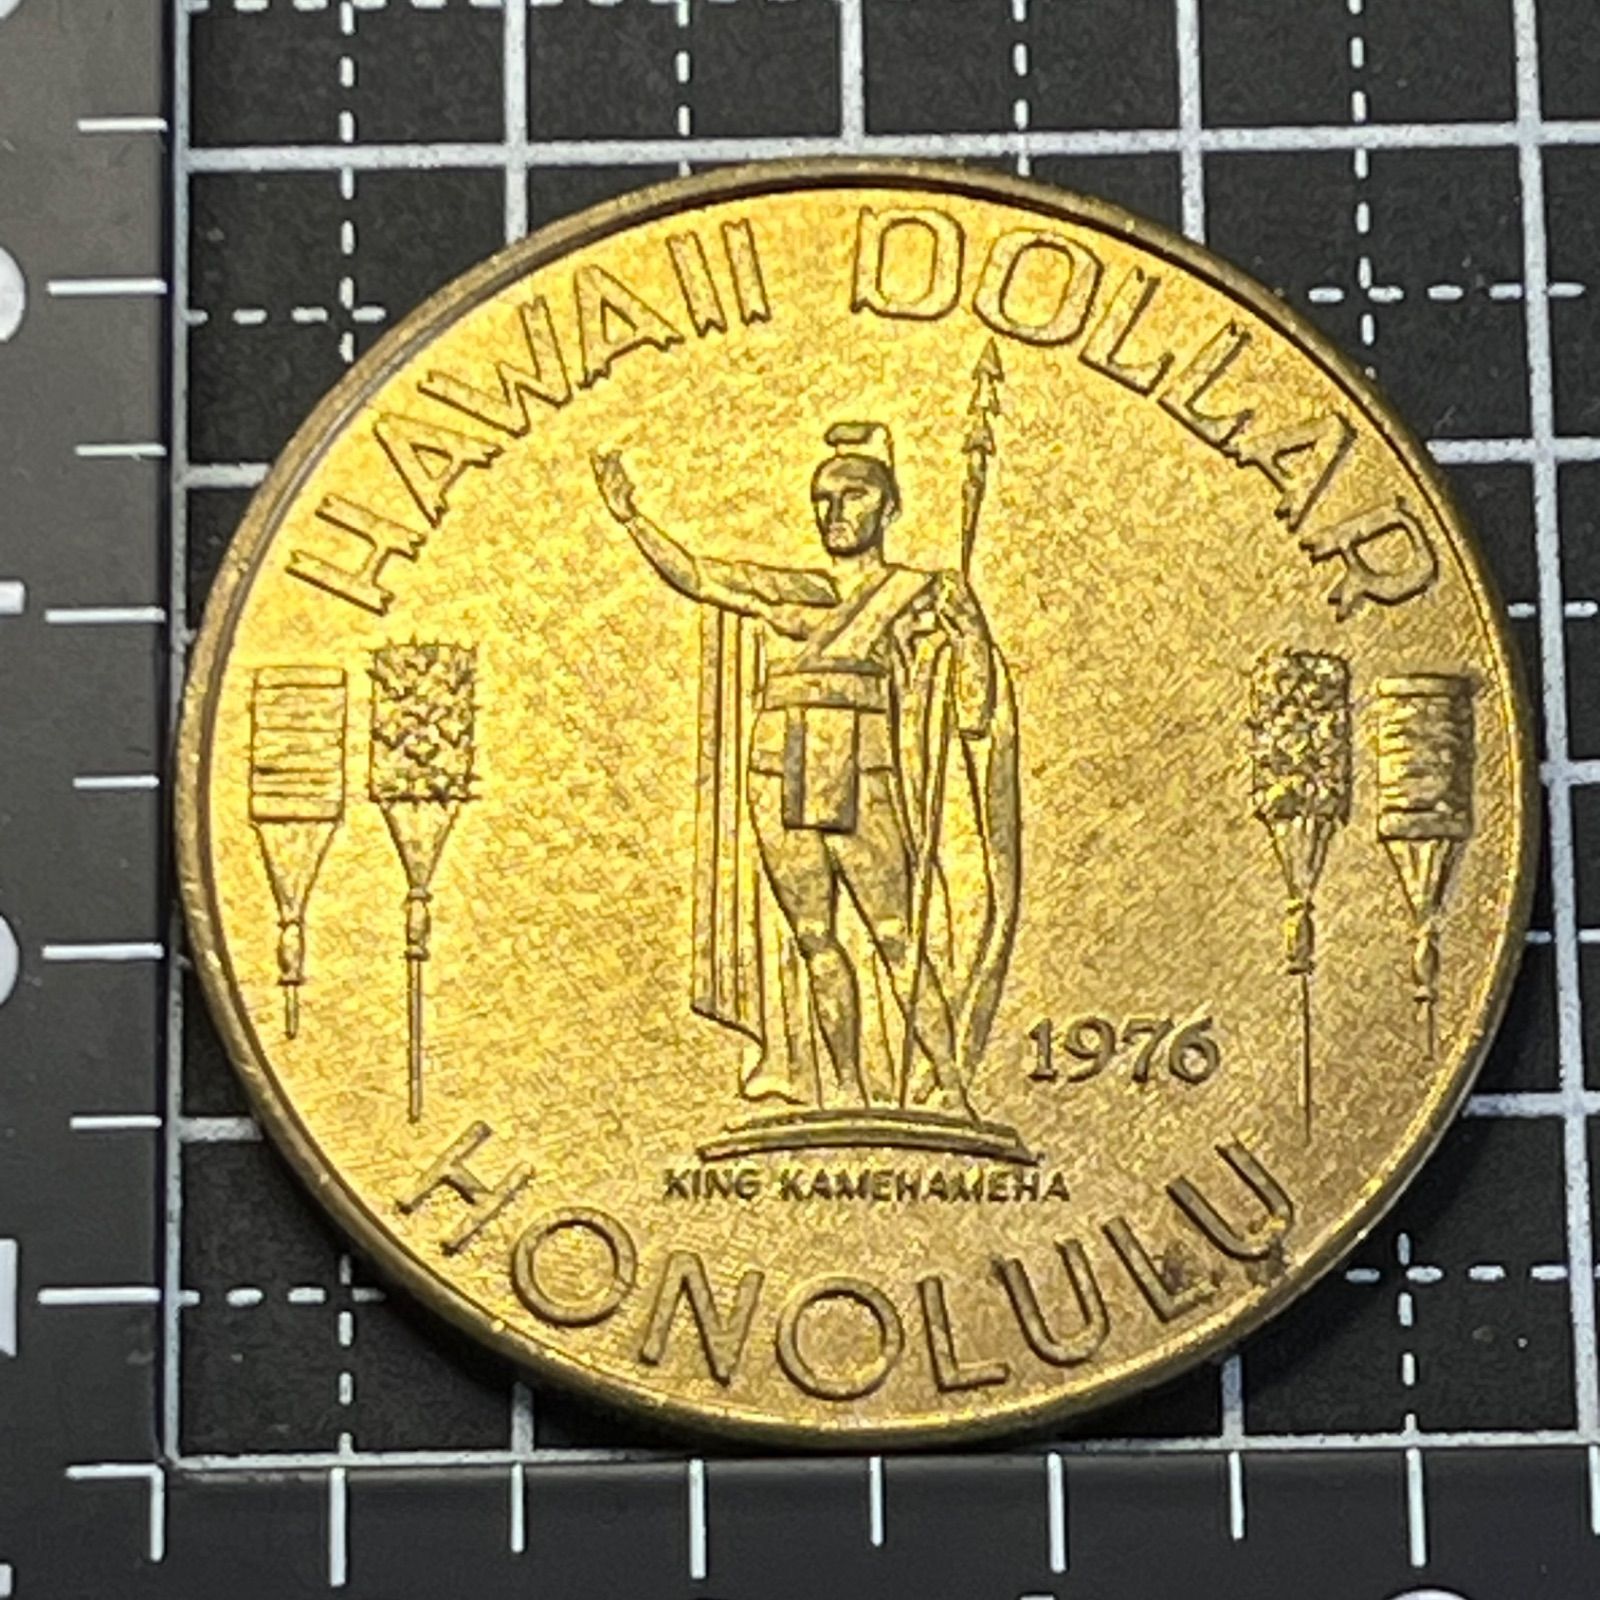 HAWAII DOLLAR
1976
KING KAMEHAMEHA
HONOLULU